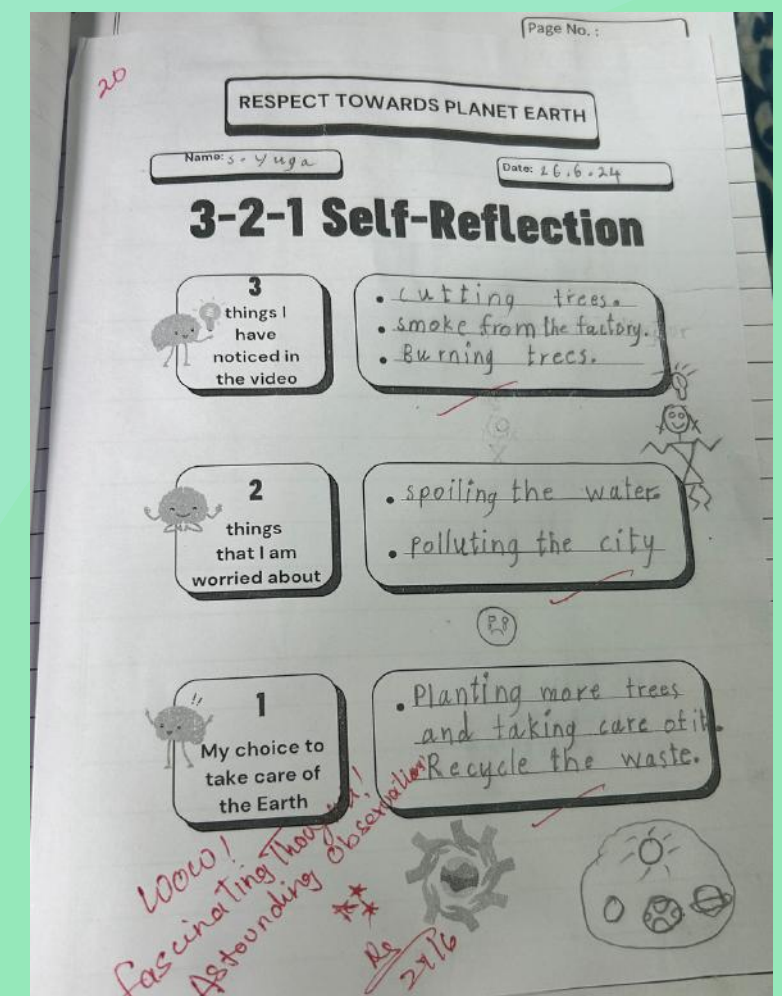 Page No. :
20
RESPECT TOWARDS PLANET EARTH
Name: S. Yuga
Date: 26.6.24
3-2-1 Self-Reflection
3
things I
have
noticed in
the video
• cutting trees.
• smoke from the factory.
• Burning trees.
2
things
that I am
worried about
• spoiling the water.
• Polluting the city
!!
1
My choice to
take care of
the Earth
• Planting more trees
and taking care of it.
Recycle the waste.
Wow!
Fascinating Thought!
Astounding Observation!